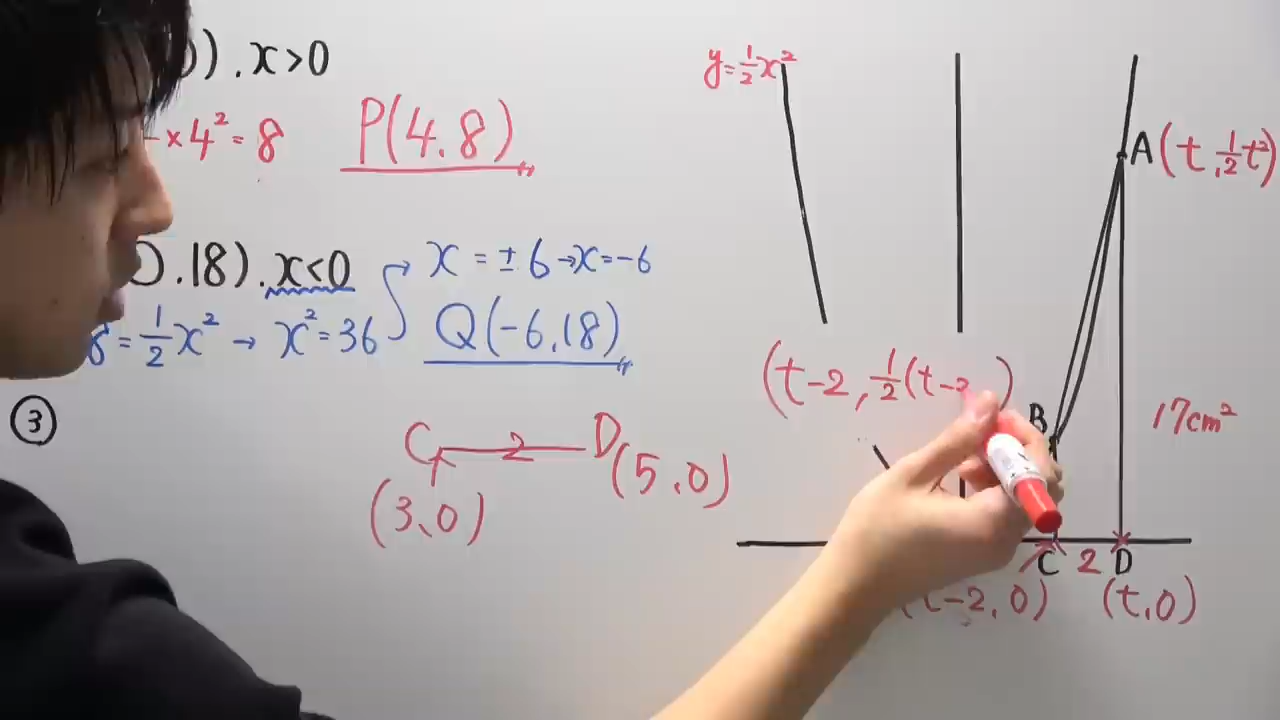 ). x>0
×4²=8 P(4.8)
.18). x<0
x=±6→x=-6
=1/2x² → x²=36
Q(-6,18)
③
C 2 D
(3,0) (5,0)
y=1/2x²
A(t,1/2t²)
(t-2,1/2(t-2)
B
17cm²
C 2 D
(t-2,0) (t,0)